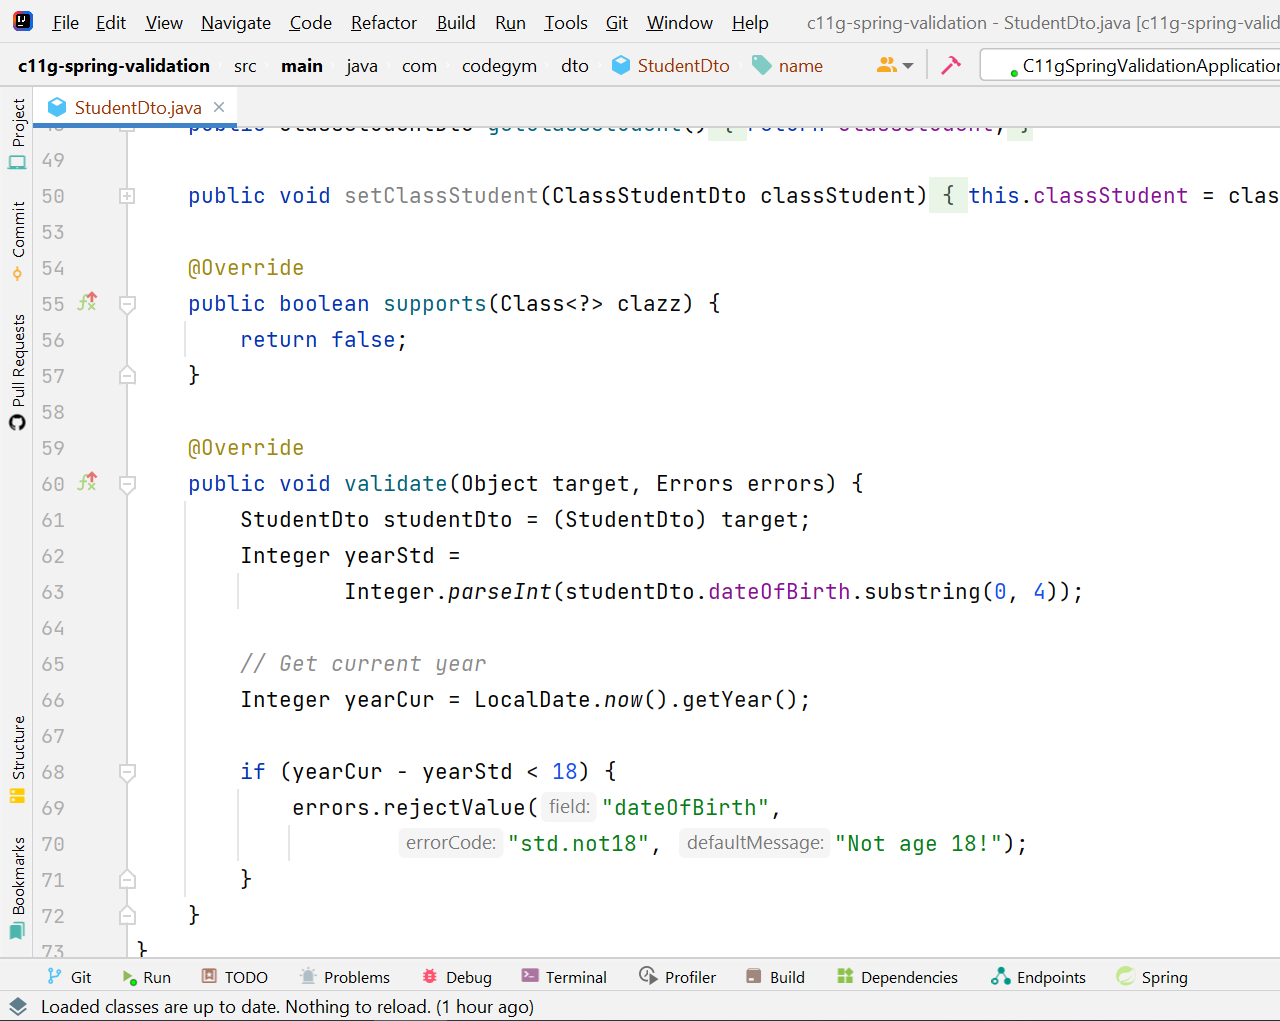 File Edit View Navigate Code Refactor Build Run Tools Git Window Help c11g-spring-validation - StudentDto.java [c11g-spring-valid
c11g-spring-validation src main java com codegym dto StudentDto name C11gSpringValidationApplication
StudentDto.java
Project
Commit
Pull Requests
Structure
Bookmarks
48 public ClassStudentDto getClassStudent() { return classStudent; }
49
50 public void setClassStudent(ClassStudentDto classStudent) { this.classStudent = clas
53
54 @Override
55 public boolean supports(Class<?> clazz) {
56 return false;
57 }
58
59 @Override
60 public void validate(Object target, Errors errors) {
61 StudentDto studentDto = (StudentDto) target;
62 Integer yearStd =
63 Integer.parseInt(studentDto.dateOfBirth.substring(0, 4));
64
65 // Get current year
66 Integer yearCur = LocalDate.now().getYear();
67
68 if (yearCur - yearStd < 18) {
69 errors.rejectValue( field: "dateOfBirth",
70 errorCode: "std.not18", defaultMessage: "Not age 18!");
71 }
72 }
73 }
Git Run TODO Problems Debug Terminal Profiler Build Dependencies Endpoints Spring
Loaded classes are up to date. Nothing to reload. (1 hour ago)